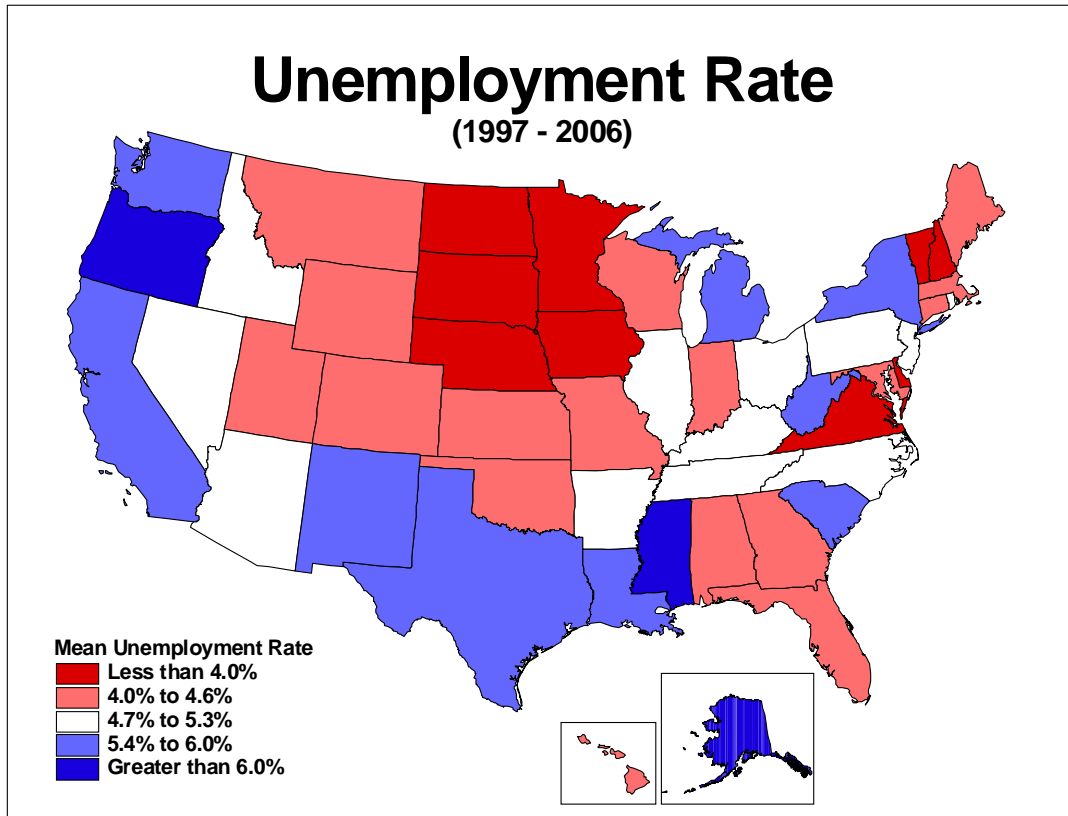 Unemployment Rate
(1997 - 2006)
Mean Unemployment Rate
Less than 4.0%
4.0% to 4.6%
4.7% to 5.3%
5.4% to 6.0%
Greater than 6.0%